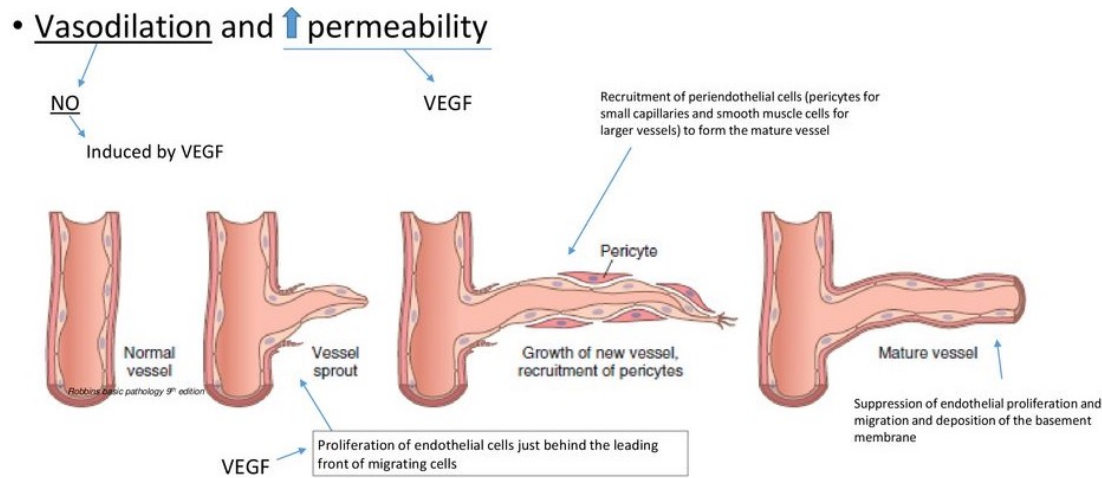 • Vasodilation and permeability
NO
VEGF
Induced by VEGF
Recruitment of periendothelial cells (pericytes for
small capillaries and smooth muscle cells for
larger vessels) to form the mature vessel
Pericyte
Normal
vessel
Robbins basic pathology 9th edition
Vessel
sprout
Growth of new vessel,
recruitment of pericytes
Mature vessel
Suppression of endothelial proliferation and
migration and deposition of the basement
membrane
Proliferation of endothelial cells just behind the leading
front of migrating cells
VEGF